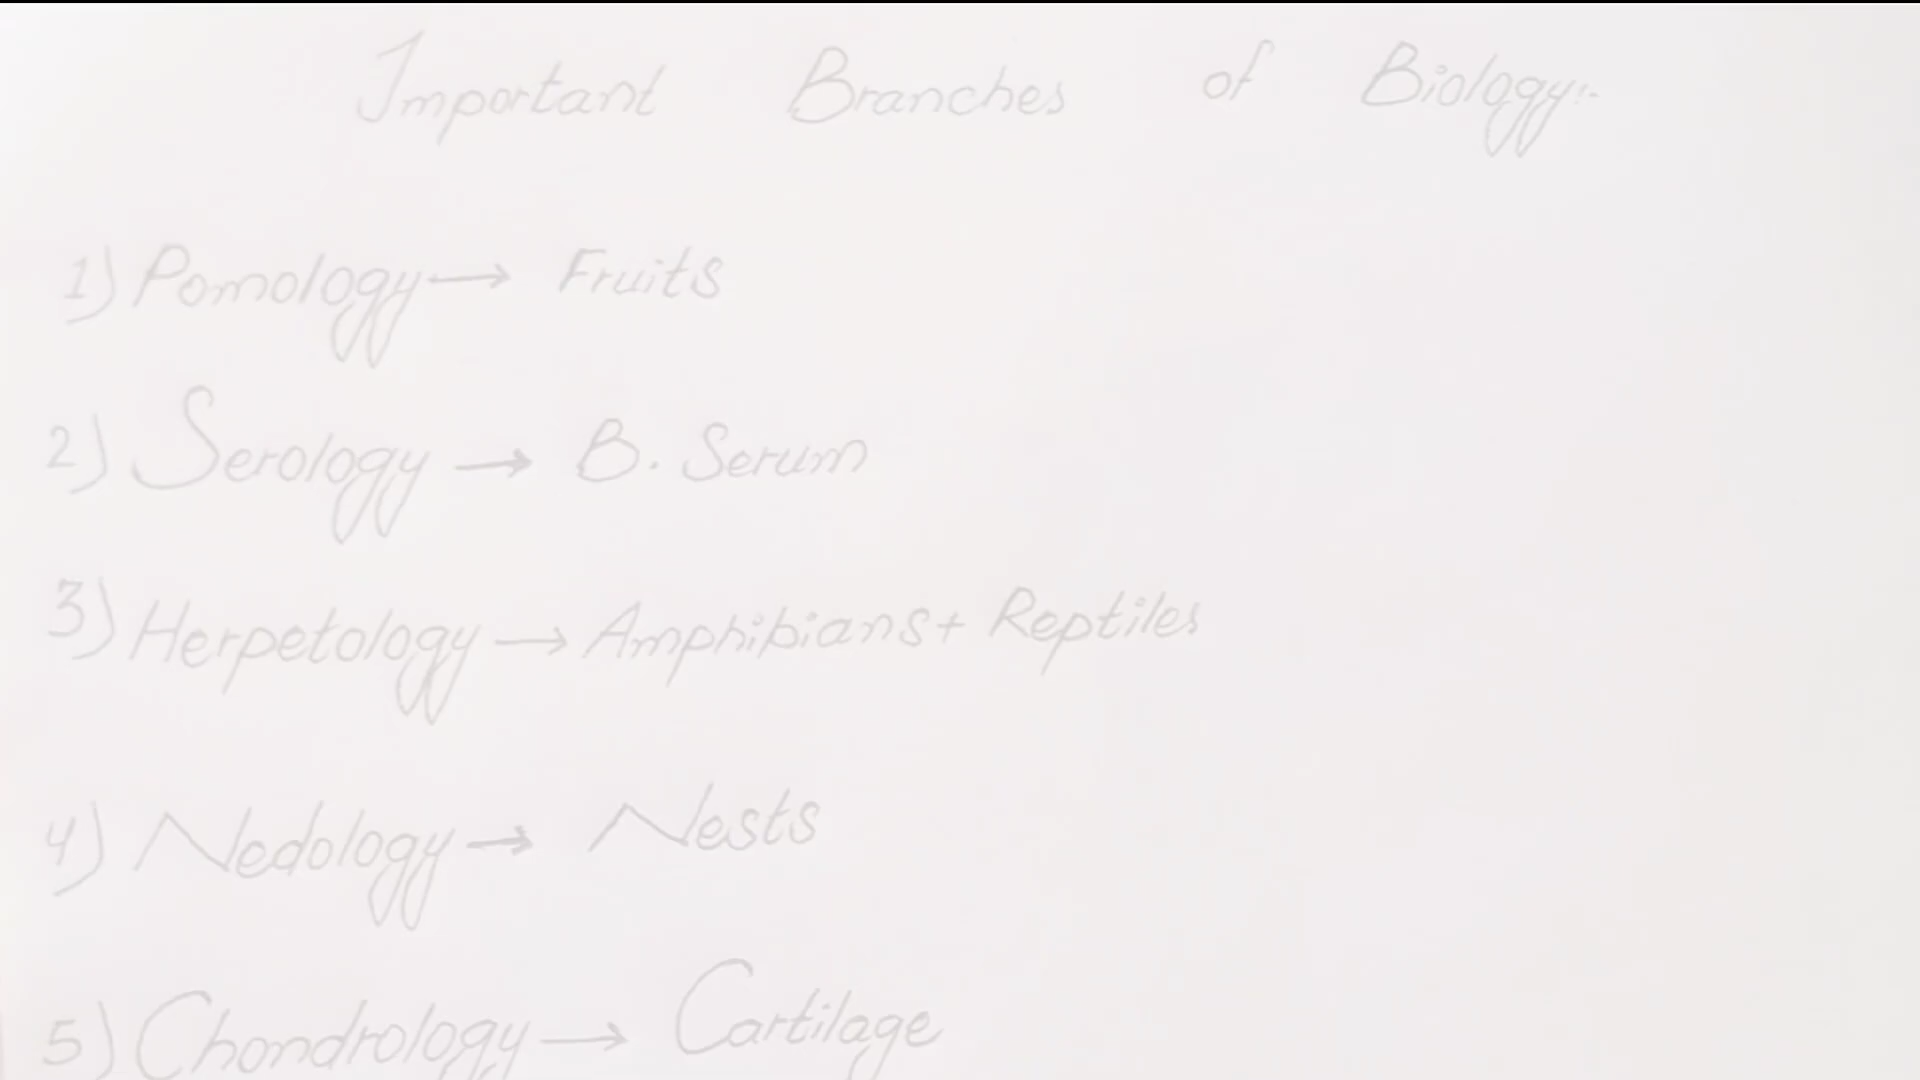 Important Branches of Biology:-
1) Pomology → Fruits
2) Serology → B. Serum
3) Herpetology → Amphibians + Reptiles
4) Nedology → Nests
5) Chondrology → Cartilage